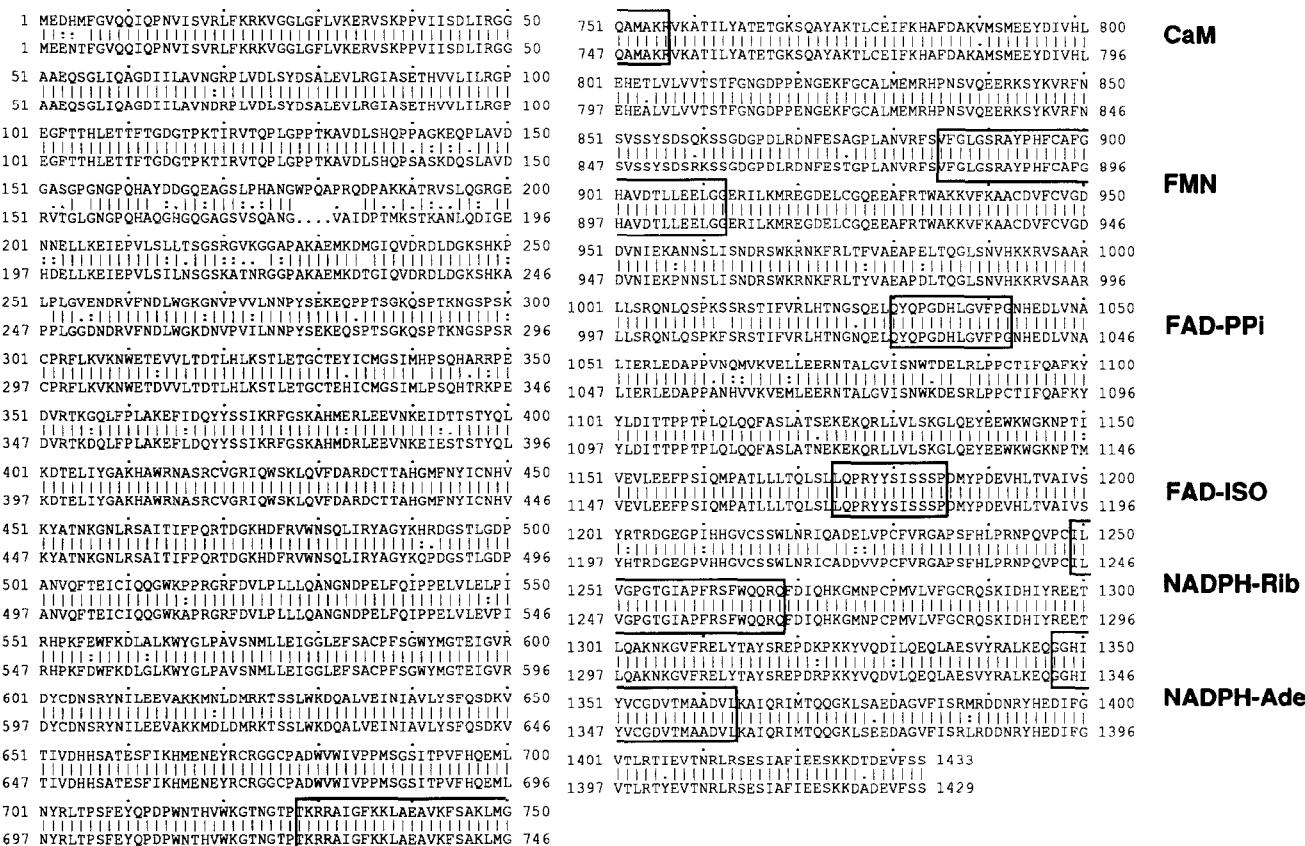 1 MEDHMFGVQQIQPNVISVRLFKRKVGGLGFLVKERVSKPPVIISDLIRGG 50
1 MEENTFGVQQIQPNVISVRLFKRKVGGLGFLVKERVSKPPVIISDLIRGG 50
51 AAEQSGLIQAGDIILAVNGRPLVDLSYDSALEVLRGIASETHVVLILRGP 100
51 AAEQSGLIQAGDIILAVNDRPLVDLSYDSALEVLRGIASETHVVLILRGP 100
101 EGFTTHLETTFTGDGTPKTIRVTQPLGPPTKAVDLSHQPPAGKEQPLAVD 150
101 EGFTTHLETTFTGDGTPKTIRVTQPLGPPTKAVDLSHQPSASKDQSLAVD 150
151 GASGPGNGPQHAYDDGQEAGSLPHANGWPQAPRQDPAKKATRVSLQGRGE 200
151 RVTGLGNGPQHAQGHGQGAGSVSQANG....VAIDPTMKSTKANLQDIGE 196
201 NNELLKEIEPVLSLLTSGSRGVKGGAPAKAEMKDMGIQVDRDLDGKSHKP 250
197 HDELLKEIEPVLSILNSGSKATNRGGPAKAEMKDTGIQVDRDLDGKSHKA 246
251 LPLGVENDRVFNDLWGKGNVPVVLNNPYSEKEQPPTSGKQSPTKNGSPSK 300
247 PPLGGDNDRVFNDLWGKDNVPVILNNPYSEKEQSPTSGKQSPTKNGSPSR 296
301 CPRFLKVKNWETEVVLTDTLHLKSTLETGCTEYICMGSIMHPSQHARRPE 350
297 CPRFLKVKNWETDVVLTDTLHLKSTLETGCTEHICMGSIMLPSQHTRKPE 346
351 DVRTKGQLFPLAKEFIDQYYSSIKRFGSKAHMERLEEVNKEIDTTSTYQL 400
347 DVRTKDQLFPLAKEFLDQYYSSIKRFGSKAHMDRLEEVNKEIESTSTYQL 396
401 KDTELIYGAKHAWRNASRCVGRIQWSKLQVFDARDCTTAHGMFNYICNHV 450
397 KDTELIYGAKHAWRNASRCVGRIQWSKLQVFDARDCTTAHGMFNYICNHV 446
451 KYATNKGNLRSAITIFPQRTDGKHDFRVWNSQLIRYAGYKHRDGSTLGDP 500
447 KYATNKGNLRSAITIFPQRTDGKHDFRVWNSQLIRYAGYKQPDGSTLGDP 496
501 ANVQFTEICIQQGWKPPRGRFDVLPLLLQANGNDPELFQIPPELVLELPI 550
497 ANVQFTEICIQQGWKAPRGRFDVLPLLLQANGNDPELFQIPPELVLEVPI 546
551 RHPKFEWFKDLALKWYGLPAVSNMLLEIGGLEFSACPFSGWYMGTEIGVR 600
547 RHPKFDWFKDLGLKWYGLPAVSNMLLEIGGLEFSACPFSGWYMGTEIGVR 596
601 DYCDNSRYNILEEVAKKMNLDMRKTSSLWKDQALVEINIAVLYSFQSDKV 650
597 DYCDNSRYNILEEVAKKMDLDMRKTSSLWKDQALVEINIAVLYSFQSDKV 646
651 TIVDHHSATESFIKHMENEYRCRGGCPADWVWIVPPMSGSITPVFHQEML 700
647 TIVDHHSATESFIKHMENEYRCRGGCPADWVWIVPPMSGSITPVFHQEML 696
701 NYRLTPSFEYQPDPWNTHVWKGTNGTPTKRRAIGFKKLAEAVKFSAKLMG 750
697 NYRLTPSFEYQPDPWNTHVWKGTNGTPTKRRAIGFKKLAEAVKFSAKLMG 746
751 QAMAKRVKATILYATETGKSQAYAKTLCEIFKHAFDAKVMSMEEYDIVHL 800
747 QAMAKRVKATILYATETGKSQAYAKTLCEIFKHAFDAKAMSMEEYDIVHL 796
801 EHETLVLVVTSTFGNGDPPENGEKFGCALMEMRHPNSVQEERKSYKVRFN 850
797 EHEALVLVVTSTFGNGDPPENGEKFGCALMEMRHPNSVQEERKSYKVRFN 846
851 SVSSYSDSQKSSGDGPDLRDNFESAGPLANVRFSVFGLGSRAYPHFCAFG 900
847 SVSSYSDSRKSSGDGPDLRDNFESTGPLANVRFSVFGLGSRAYPHFCAFG 896
901 HAVDTLLEELGGERILKMREGDELCGQEEAFRTWAKKVFKAACDVFCVGD 950
897 HAVDTLLEELGGERILKMREGDELCGQEEAFRTWAKKVFKAACDVFCVGD 946
951 DVNIEKANNSLISNDRSWKRNKFRLTFVAEAPELTQGLSNVHKKRVSAAR 1000
947 DVNIEKPNNSLISNDRSWKRNKFRLTYVAEAPDLTQGLSNVHKKRVSAAR 996
1001 LLSRQNLQSPKSSRSTIFVRLHTNGSQELQYQPGDHLGVFPGNHEDLVNA 1050
997 LLSRQNLQSPKFSRSTIFVRLHTNGNQELQYQPGDHLGVFPGNHEDLVNA 1046
1051 LIERLEDAPPVNQMVKVELLEERNTALGVISNWTDELRLPPCTIFQAFKY 1100
1047 LIERLEDAPPANHVVKVEMLEERNTALGVISNWKDESRLPPCTIFQAFKY 1096
1101 YLDITTPPTPLQLQQFASLATSEKEKQRLLVLSKGLQEYEEWKWGKNPTI 1150
1097 YLDITTPPTPLQLQQFASLATNEKEKQRLLVLSKGLQEYEEWKWGKNPTM 1146
1151 VEVLEEFPSIQMPATLLLTQLSLLQPRYYSISSSPDMYPDEVHLTVAIVS 1200
1147 VEVLEEFPSIQMPATLLLTQLSLLQPRYYSISSSPDMYPDEVHLTVAIVS 1196
1201 YRTRDGEGPIHHGVCSSWLNRIQADELVPCFVRGAPSFHLPRNPQVPCIL 1250
1197 YHTRDGEGPVHHGVCSSWLNRICADDVVPCFVRGAPSFHLPRNPQVPCIL 1246
1251 VGPGTGIAPFRSFWQQRQFDIQHKGMNPCPMVLVFGCRQSKIDHIYREET 1300
1247 VGPGTGIAPFRSFWQQRQFDIQHKGMNPCPMVLVFGCRQSKIDHIYREET 1296
1301 LQAKNKGVFRELYTAYSREPDKPKKYVQDILQEQLAESVYRALKEQGGHI 1350
1297 LQAKNKGVFRELYTAYSREPDRPKKYVQDVLQEQLAESVYRALKEQGGHI 1346
1351 YVCGDVTMAADVLKAIQRIMTQQGKLSAEDAGVFISRMRDDNRYHEDIFG 1400
1347 YVCGDVTMAADVLKAIQRIMTQQGKLSEEDAGVFISRLRDDNRYHEDIFG 1396
1401 VTLRTIEVTNRLRSESIAFIEESKKDTDEVFSS 1433
1397 VTLRTYEVTNRLRSESIAFIEESKKDADEVFSS 1429
CaM
FMN
FAD-PPi
FAD-ISO
NADPH-Rib
NADPH-Ade